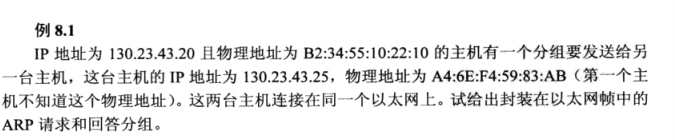 例 8.1
IP 地址为 130.23.43.20 且物理地址为 B2:34:55:10:22:10 的主机有一个分组要发送给另
一台主机，这台主机的 IP 地址为 130.23.43.25，物理地址为 A4:6E:F4:59:83:AB（第一个主
机不知道这个物理地址）。这两台主机连接在同一个以太网上。试给出封装在以太网帧中的
ARP 请求和回答分组。